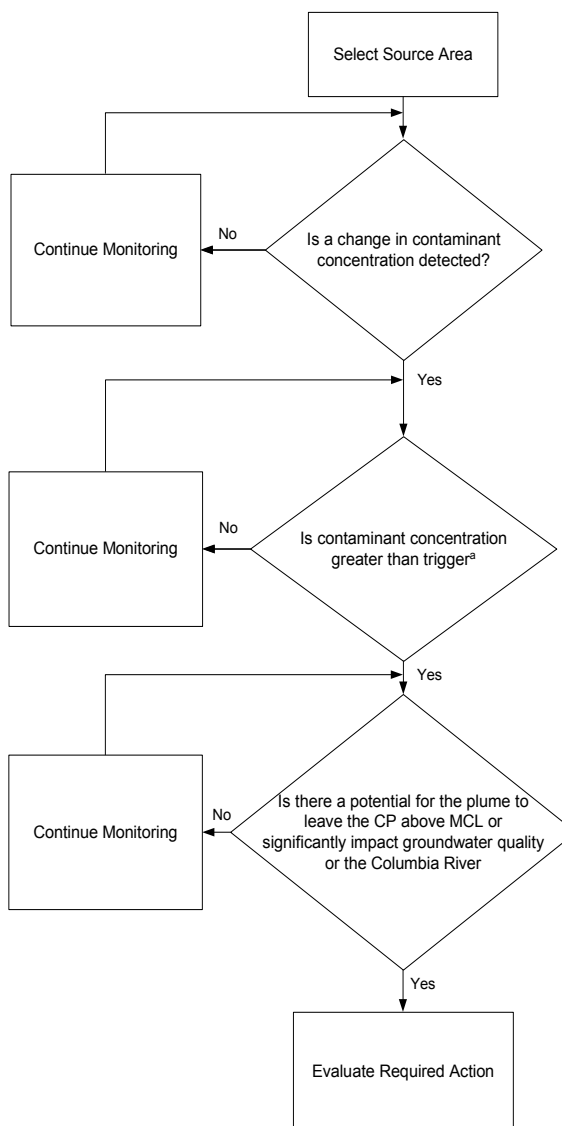 Select Source Area
Is a change in contaminant
concentration detected?
No
Continue Monitoring
Yes
Is contaminant concentration
greater than triggerᵃ
No
Continue Monitoring
Yes
Is there a potential for the plume to
leave the CP above MCL or
significantly impact groundwater quality
or the Columbia River
No
Continue Monitoring
Yes
Evaluate Required Action